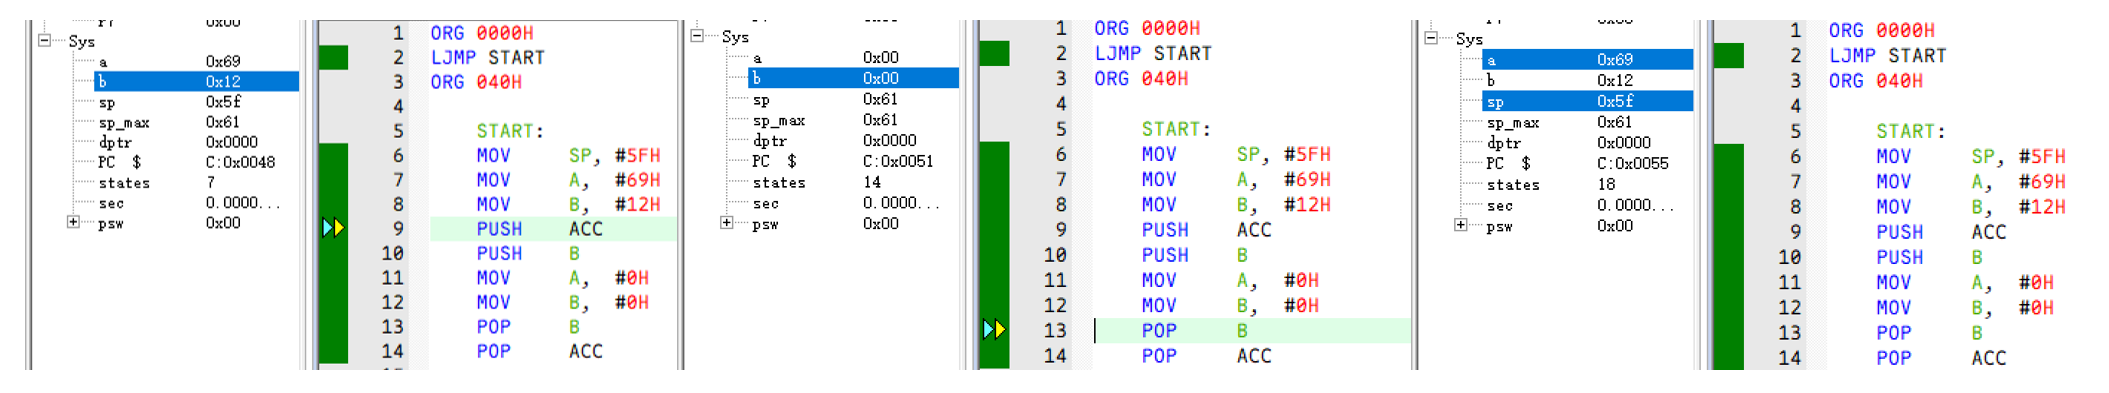 Sys
a 0x69
b 0x12
sp 0x5f
sp_max 0x61
dptr 0x0000
PC $ C:0x0048
states 7
sec 0.0000...
psw 0x00
1 ORG 0000H
2 LJMP START
3 ORG 040H
4
5 START:
6 MOV SP, #5FH
7 MOV A, #69H
8 MOV B, #12H
9 PUSH ACC
10 PUSH B
11 MOV A, #0H
12 MOV B, #0H
13 POP B
14 POP ACC
Sys
a 0x00
b 0x00
sp 0x61
sp_max 0x61
dptr 0x0000
PC $ C:0x0051
states 14
sec 0.0000...
psw 0x00
1 ORG 0000H
2 LJMP START
3 ORG 040H
4
5 START:
6 MOV SP, #5FH
7 MOV A, #69H
8 MOV B, #12H
9 PUSH ACC
10 PUSH B
11 MOV A, #0H
12 MOV B, #0H
13 POP B
14 POP ACC
Sys
a 0x69
b 0x12
sp 0x5f
sp_max 0x61
dptr 0x0000
PC $ C:0x0055
states 18
sec 0.0000...
psw 0x00
1 ORG 0000H
2 LJMP START
3 ORG 040H
4
5 START:
6 MOV SP, #5FH
7 MOV A, #69H
8 MOV B, #12H
9 PUSH ACC
10 PUSH B
11 MOV A, #0H
12 MOV B, #0H
13 POP B
14 POP ACC